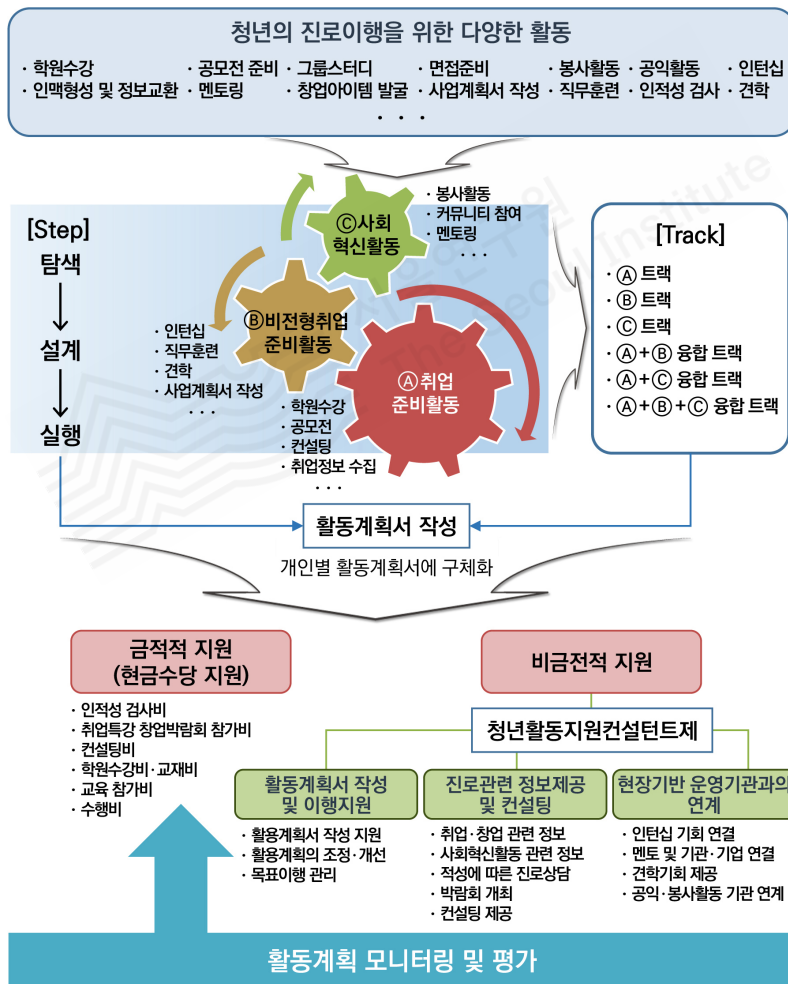 청년의 진로이행을 위한 다양한 활동
· 학원수강 · 공모전 준비 · 그룹스터디 · 면접준비 · 봉사활동 · 공익활동 · 인턴십
· 인맥형성 및 정보교환 · 멘토링 · 창업아이템 발굴 · 사업계획서 작성 · 직무훈련 · 인적성 검사 · 견학
· · ·
[Step]
탐색
설계
실행
Ⓒ사회
혁신활동
· 봉사활동
· 커뮤니티 참여
· 멘토링
· · ·
Ⓑ비전형취업
준비활동
· 인턴십
· 직무훈련
· 견학
· 사업계획서 작성
· · ·
Ⓐ취업
준비활동
· 학원수강
· 공모전
· 컨설팅
· 취업정보 수집
· · ·
[Track]
· Ⓐ 트랙
· Ⓑ 트랙
· Ⓒ 트랙
· Ⓐ+Ⓑ 융합 트랙
· Ⓐ+Ⓒ 융합 트랙
· Ⓐ+Ⓑ+Ⓒ 융합 트랙
The Seoul Institute
활동계획서 작성
개인별 활동계획서에 구체화
금적적 지원
(현금수당 지원)
· 인적성 검사비
· 취업특강 창업박람회 참가비
· 컨설팅비
· 학원수강비·교재비
· 교육 참가비
· 수행비
비금전적 지원
청년활동지원컨설턴트제
활동계획서 작성
및 이행지원
· 활용계획서 작성 지원
· 활용계획의 조정·개선
· 목표이행 관리
진로관련 정보제공
및 컨설팅
· 취업·창업 관련 정보
· 사회혁신활동 관련 정보
· 적성에 따른 진로상담
· 박람회 개최
· 컨설팅 제공
현장기반 운영기관과의
연계
· 인턴십 기회 연결
· 멘토 및 기관·기업 연결
· 견학기회 제공
· 공익·봉사활동 기관 연계
활동계획 모니터링 및 평가